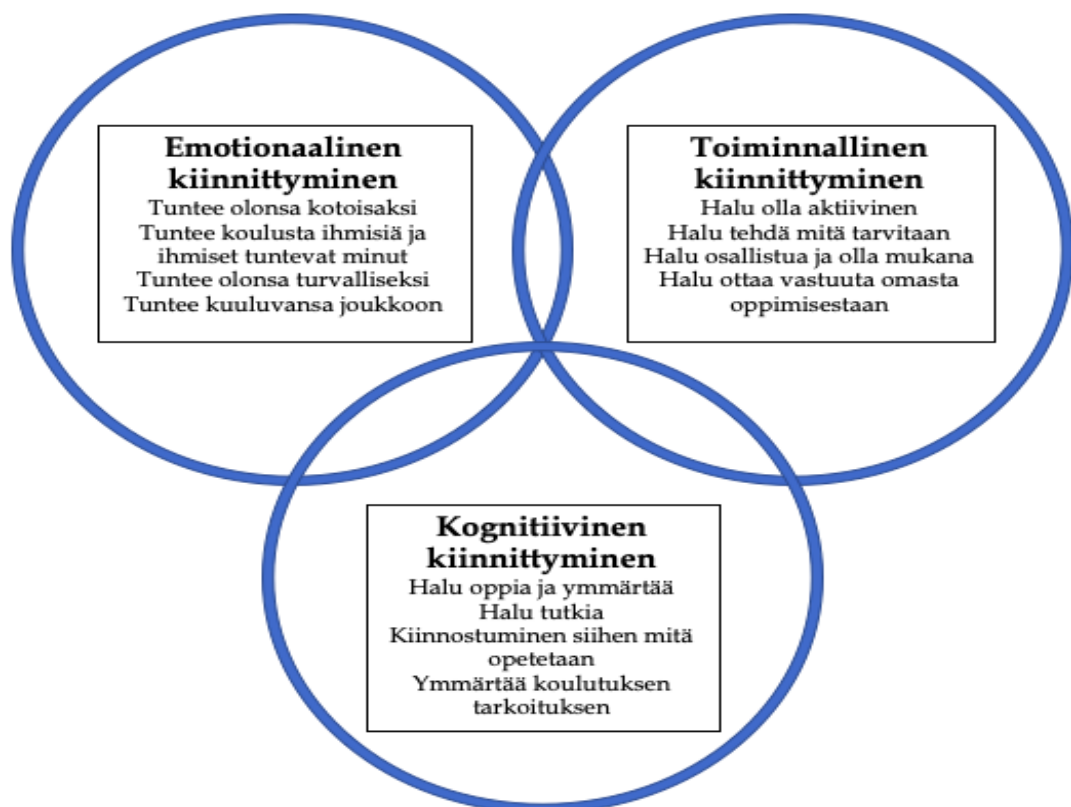 Emotionaalinen
kiinnittyminen
Tuntee olonsa kotoisaksi
Tuntee koulusta ihmisiä ja
ihmiset tuntevat minut
Tuntee olonsa turvalliseksi
Tuntee kuuluvansa joukkoon
Toiminnallinen
kiinnittyminen
Halu olla aktiivinen
Halu tehdä mitä tarvitaan
Halu osallistua ja olla mukana
Halu ottaa vastuuta omasta
oppimisestaan
Kognitiivinen
kiinnittyminen
Halu oppia ja ymmärtää
Halu tutkia
Kiinnostuminen siihen mitä
opetetaan
Ymmärtää koulutuksen
tarkoituksen